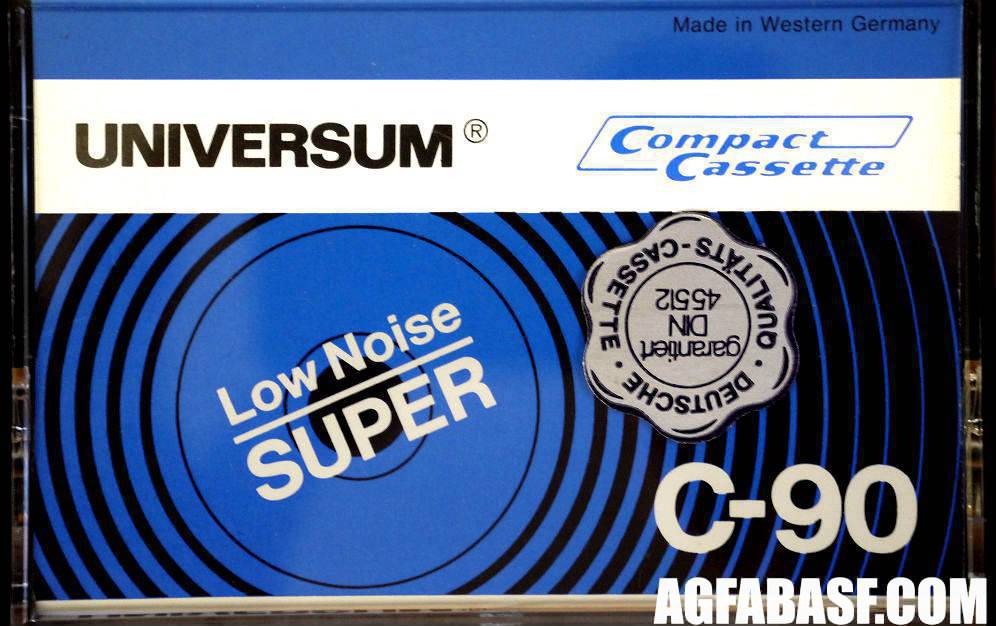 Made in Western Germany
UNIVERSUM ®
Compact
Cassette
Low Noise
SUPER
DEUTSCHE · QUALITÄTS-CASSETTE ·
garantiert
DIN
45512
C-90
AGFABASF.COM